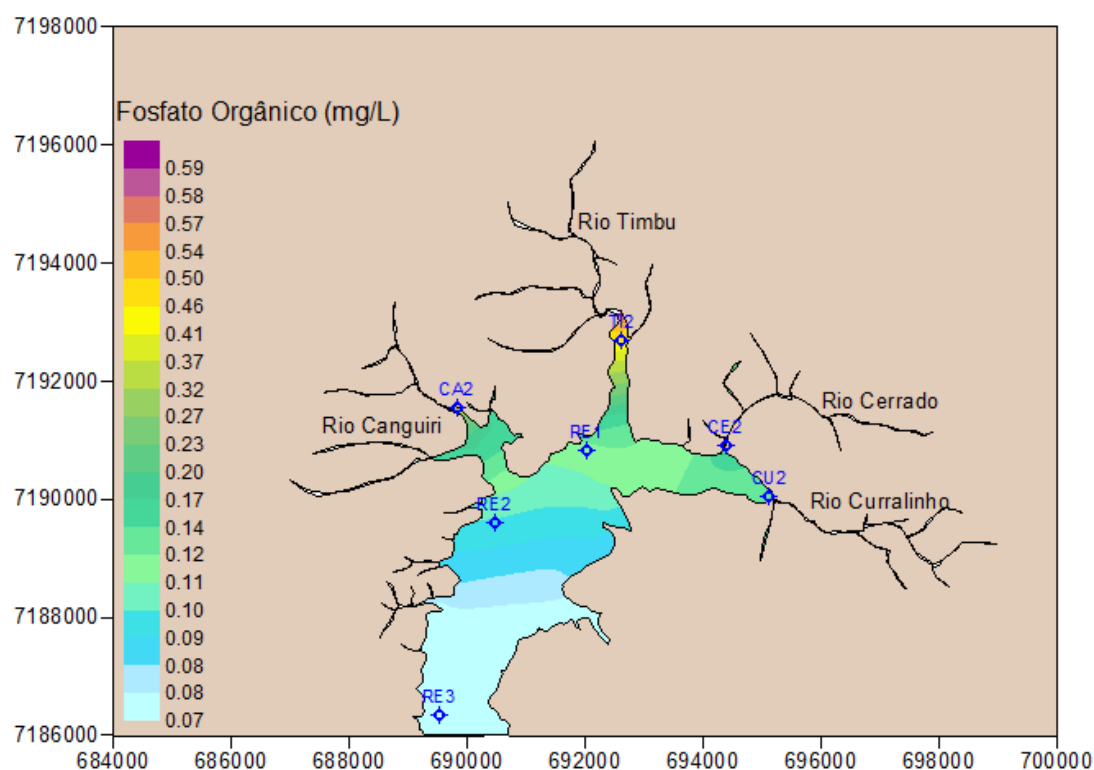 7198000
Fosfato Orgânico (mg/L)
7196000
0.59
0.58
0.57
0.54
0.50
0.46
0.41
0.37
0.32
0.27
0.23
0.20
0.17
0.14
0.12
0.11
0.10
0.09
0.08
0.08
0.07
Rio Timbu
7194000
TI2
7192000
CA2
Rio Cerrado
Rio Canguiri
RE1
CE2
CU2
7190000
Rio Curralinho
RE2
7188000
RE3
7186000
684000 686000 688000 690000 692000 694000 696000 698000 700000